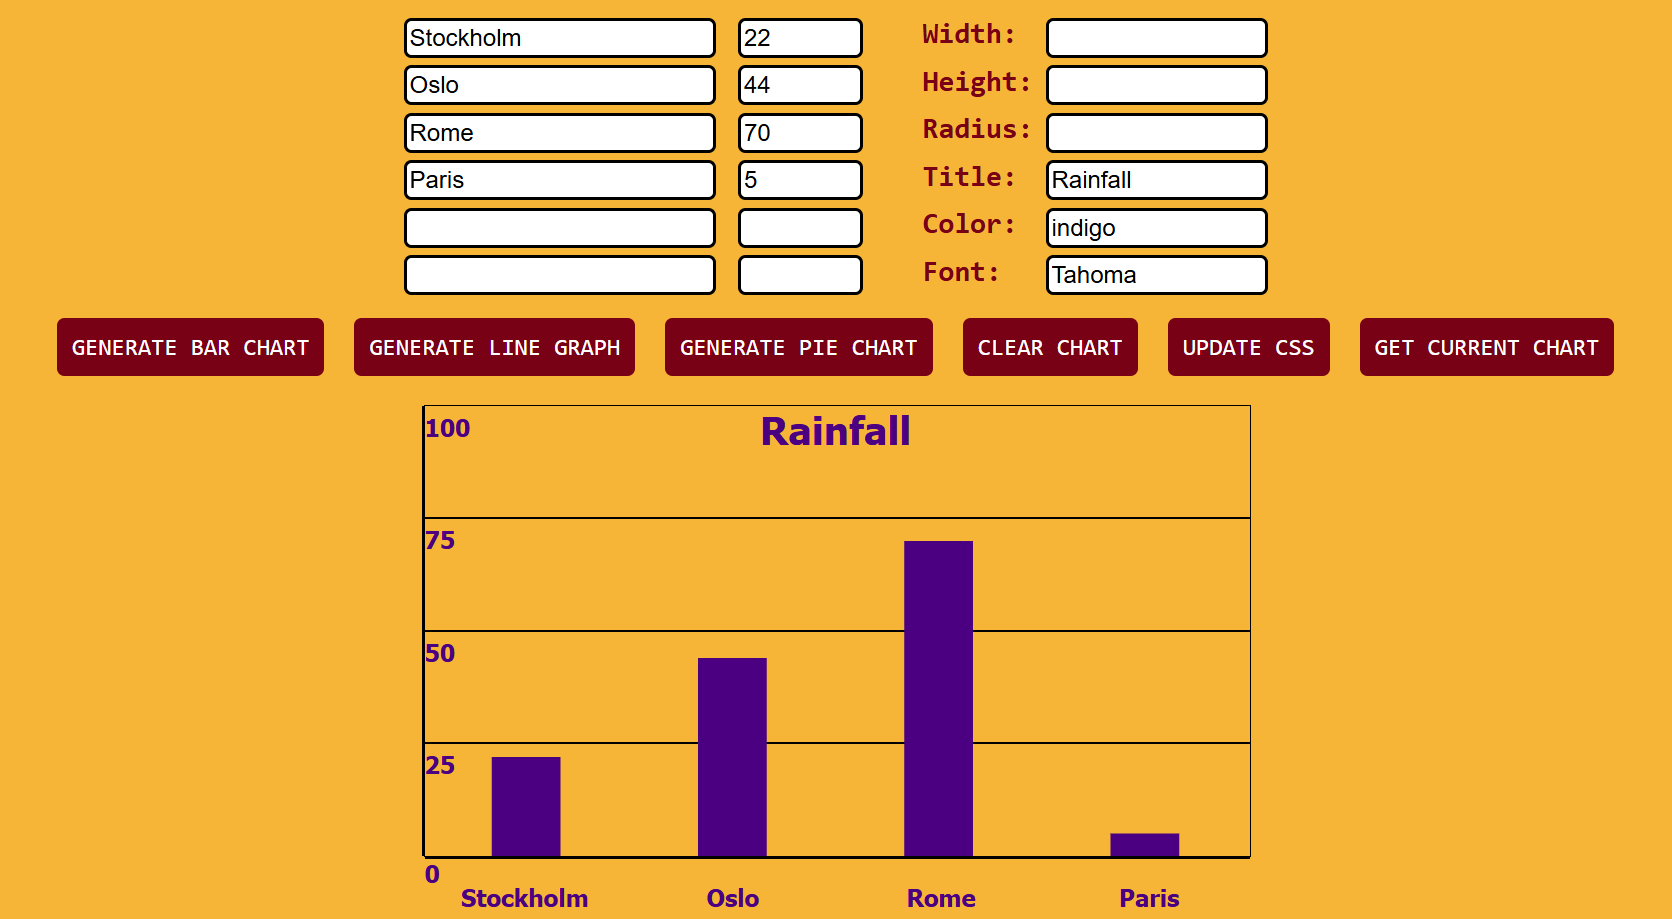 Stockholm 22 Width:
Oslo 44 Height:
Rome 70 Radius:
Paris 5 Title: Rainfall
Color: indigo
Font: Tahoma
GENERATE BAR CHART GENERATE LINE GRAPH GENERATE PIE CHART CLEAR CHART UPDATE CSS GET CURRENT CHART
Rainfall
100
75
50
25
0
Stockholm Oslo Rome Paris